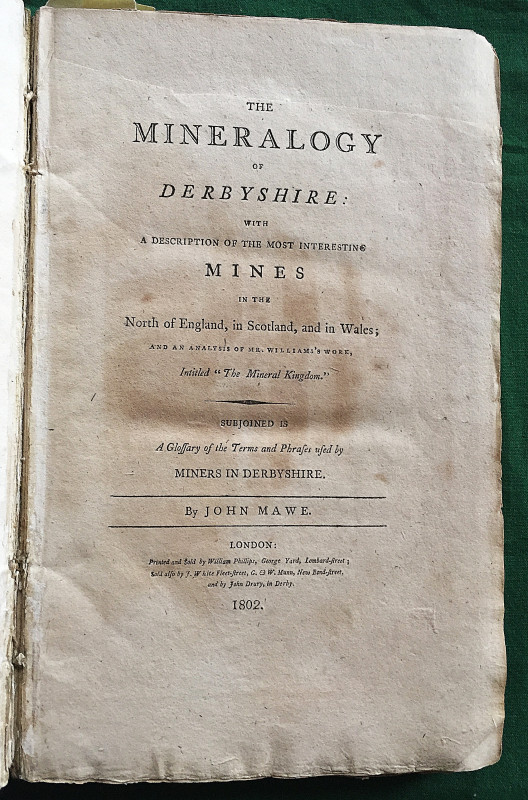 THE
MINERALOGY
OF
DERBYSHIRE:
WITH
A DESCRIPTION OF THE MOST INTERESTING
MINES
IN THE
North of England, in Scotland, and in Wales;
AND AN ANALYSIS OF MR. WILLIAMS'S WORK,
Intitled "The Mineral Kingdom."
SUBJOINED IS
A Gloſſary of the Terms and Phraſes uſed by
MINERS IN DERBYSHIRE.
By JOHN MAWE.
LONDON:
Printed and Sold by William Phillips, George Yard, Lombard-ſtreet;
Sold alſo by J. White Fleet-ſtreet, C. & W. Nunn, New Bond-ſtreet,
and by John Drury, in Derby.
1802.